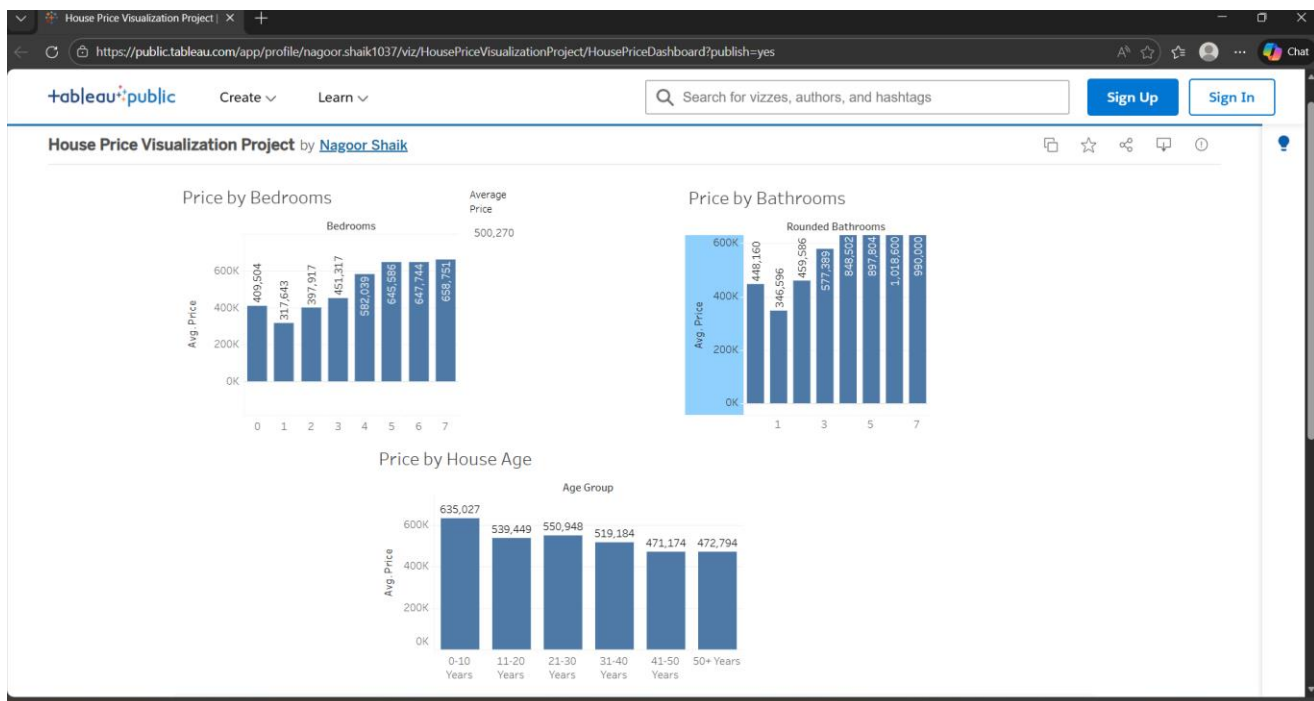 House Price Visualization Project |
https://public.tableau.com/app/profile/nagoor.shaik1037/viz/HousePriceVisualizationProject/HousePriceDashboard?publish=yes
Chat
+ableau public
Create
Learn
Search for vizzes, authors, and hashtags
Sign Up
Sign In
House Price Visualization Project by Nagoor Shaik
Price by Bedrooms
Bedrooms
Avg. Price
600K
400K
200K
0K
409,504
317,643
397,917
451,317
582,039
645,586
647,744
658,751
0 1 2 3 4 5 6 7
Average
Price
500,270
Price by Bathrooms
Rounded Bathrooms
Avg. Price
600K
400K
200K
0K
448,160
346,596
459,586
577,389
848,502
897,804
1,018,600
990,000
1 3 5 7
Price by House Age
Age Group
Avg. Price
600K
400K
200K
0K
635,027
539,449
550,948
519,184
471,174
472,794
0-10 Years
11-20 Years
21-30 Years
31-40 Years
41-50 Years
50+ Years